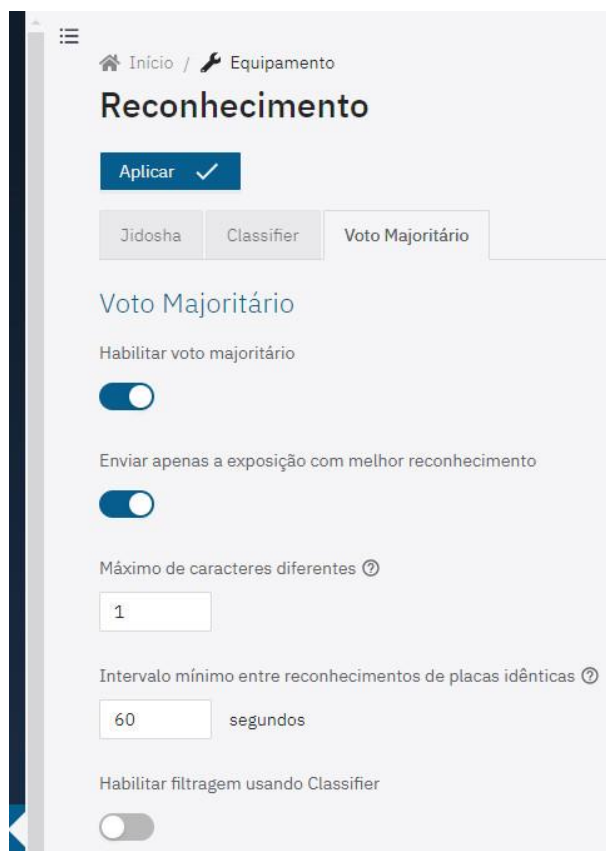 Início / Equipamento
Reconhecimento
Aplicar
Jidosha Classifier Voto Majoritário
Voto Majoritário
Habilitar voto majoritário
Enviar apenas a exposição com melhor reconhecimento
Máximo de caracteres diferentes
1
Intervalo mínimo entre reconhecimentos de placas idênticas
60 segundos
Habilitar filtragem usando Classifier